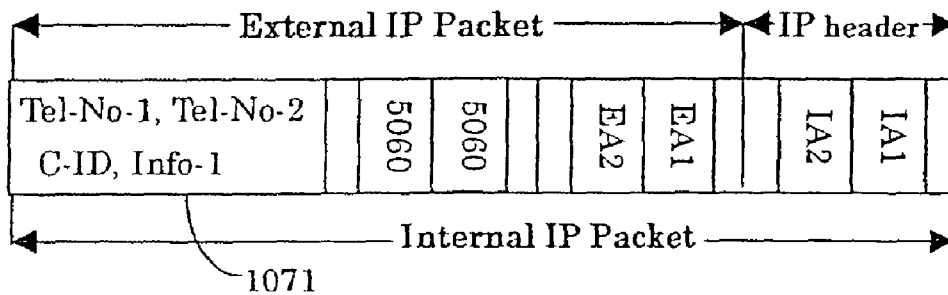 External IP Packet IP header
Tel-No-1, Tel-No-2
C-ID, Info-1
5060
5060
EA2
EA1
IA2
IA1
Internal IP Packet
1071